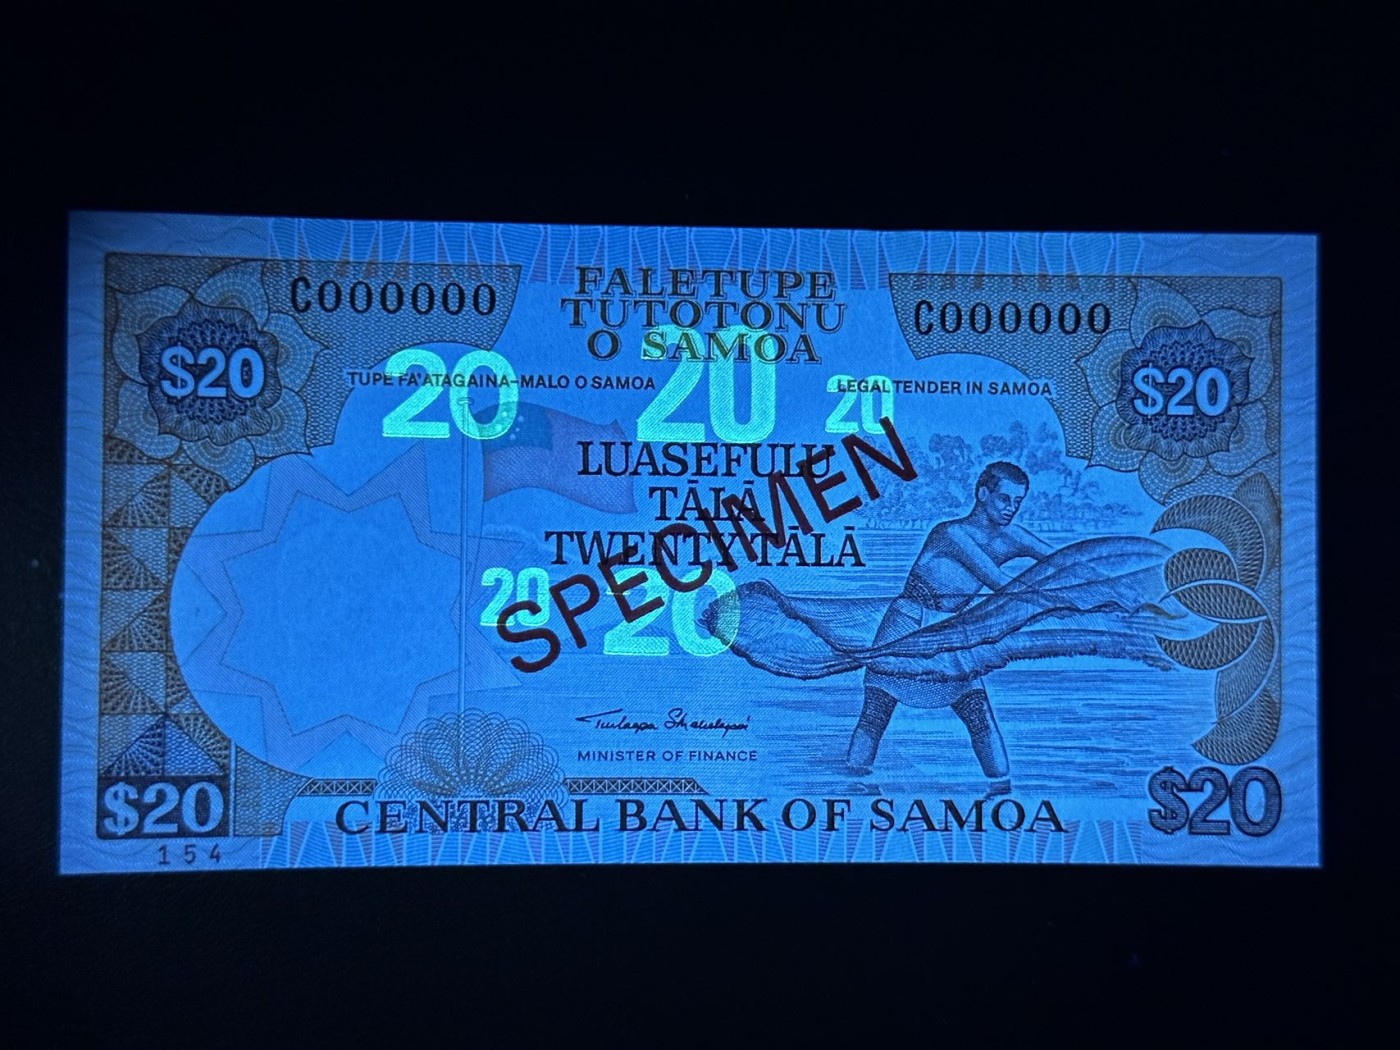 C000000
FALETUPE
TUTOTONU
O SAMOA
C000000
$20
$20
TUPE FA'ATAGAINA-MALO O SAMOA
LEGAL TENDER IN SAMOA
20
20
20
LUASEFULU
TĀLĀ
TWENTY TĀLĀ
SPECIMEN
20
20
MINISTER OF FINANCE
$20
CENTRAL BANK OF SAMOA
$20
154